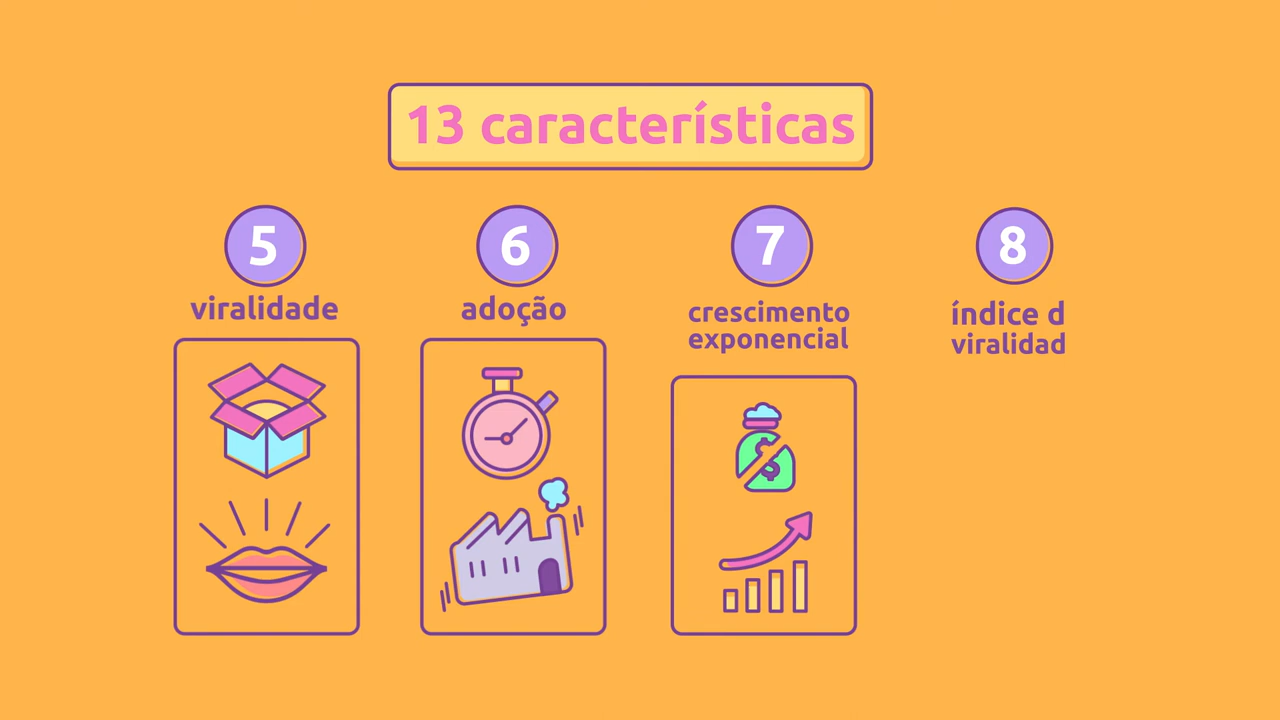 13 características
5
viralidade
6
adoção
7
crescimento
exponencial
8
índice d
viralidad
$